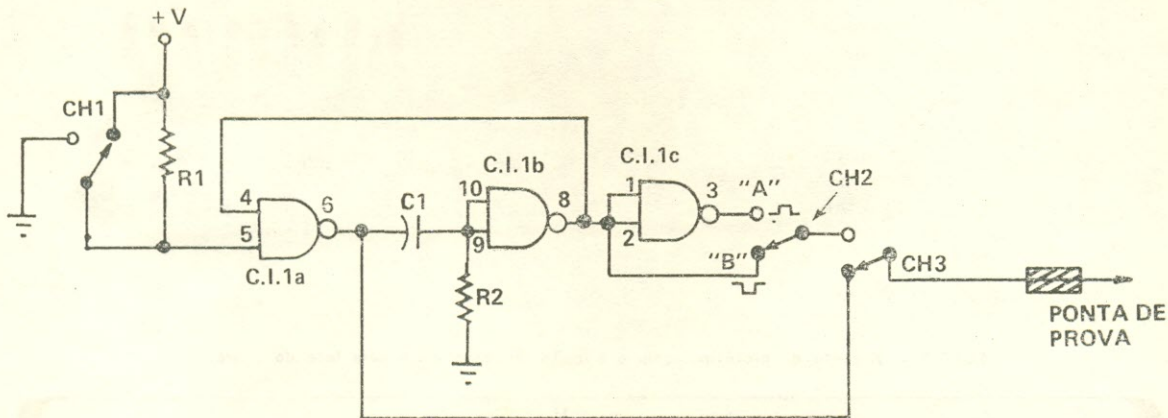 + V
CH1
R1
4
5
6
C.I.1a
C1
10
9
C.I.1b
8
R2
C.I.1c
1
2
3
"A"
CH2
"B"
CH3
PONTA DE
PROVA